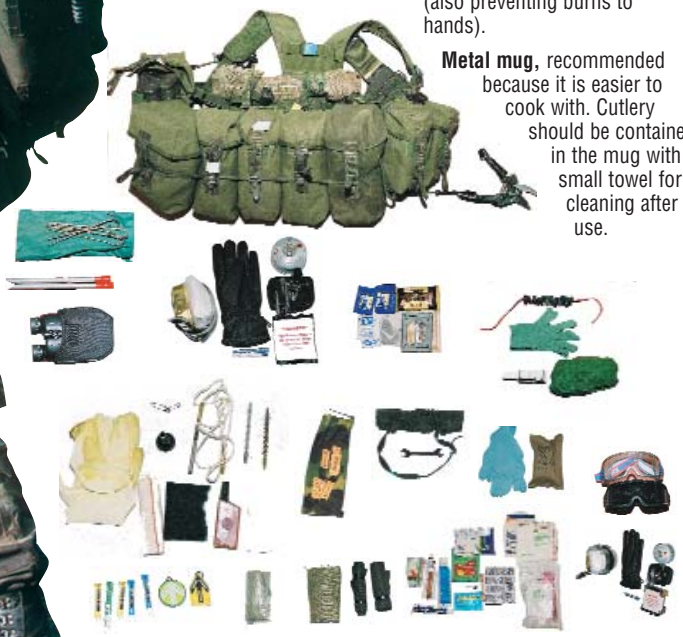 (also preventing burns to
hands).
Metal mug, recommended
because it is easier to
cook with. Cutlery
should be containe
in the mug with
small towel for
cleaning after
use.